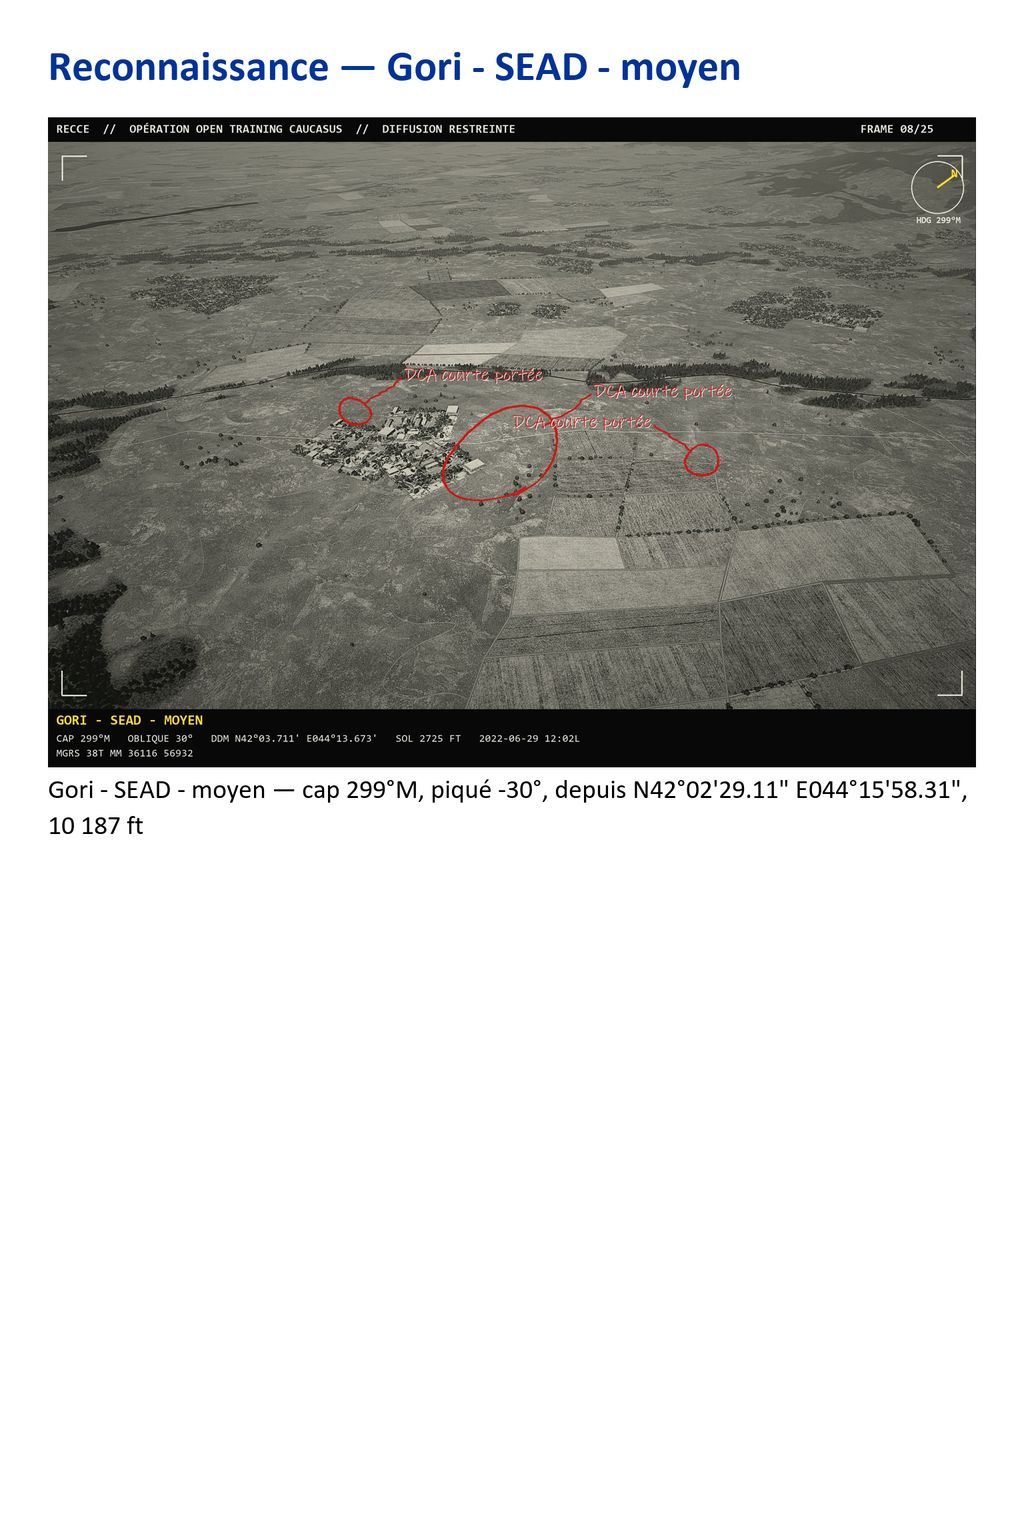 Reconnaissance — Gori - SEAD - moyen
RECCE // OPÉRATION OPEN TRAINING CAUCASUS // DIFFUSION RESTREINTE FRAME 08/25
N
HDG 299°M
DCA courte portée
DCA courte portée
DCA courte portée
GORI - SEAD - MOYEN
CAP 299°M OBLIQUE 30° DDM N42°03.711' E044°13.673' SOL 2725 FT 2022-06-29 12:02L
MGRS 38T MM 36116 56932
Gori - SEAD - moyen — cap 299°M, piqué -30°, depuis N42°02'29.11" E044°15'58.31",
10 187 ft